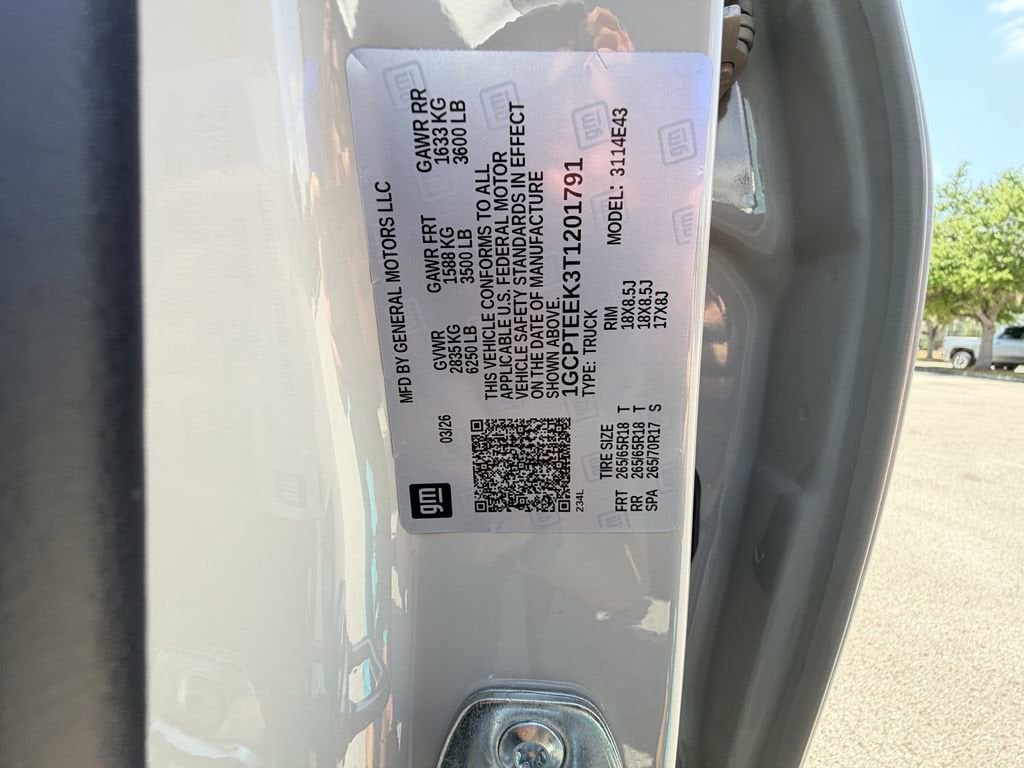 gm
MFD BY GENERAL MOTORS LLC
03/26
GVWR GAWR FRT GAWR RR
2835 KG 1588 KG 1633 KG
6250 LB 3500 LB 3600 LB
THIS VEHICLE CONFORMS TO ALL
APPLICABLE U.S. FEDERAL MOTOR
VEHICLE SAFETY STANDARDS IN EFFECT
ON THE DATE OF MANUFACTURE
SHOWN ABOVE.
1GCPTEEK3T1201791
TYPE: TRUCK
234L
MODEL: 3114E43
TIRE SIZE RIM
FRT 265/65R18 T 18X8.5J
RR 265/65R18 T 18X8.5J
SPA 265/70R17 S 17X8J